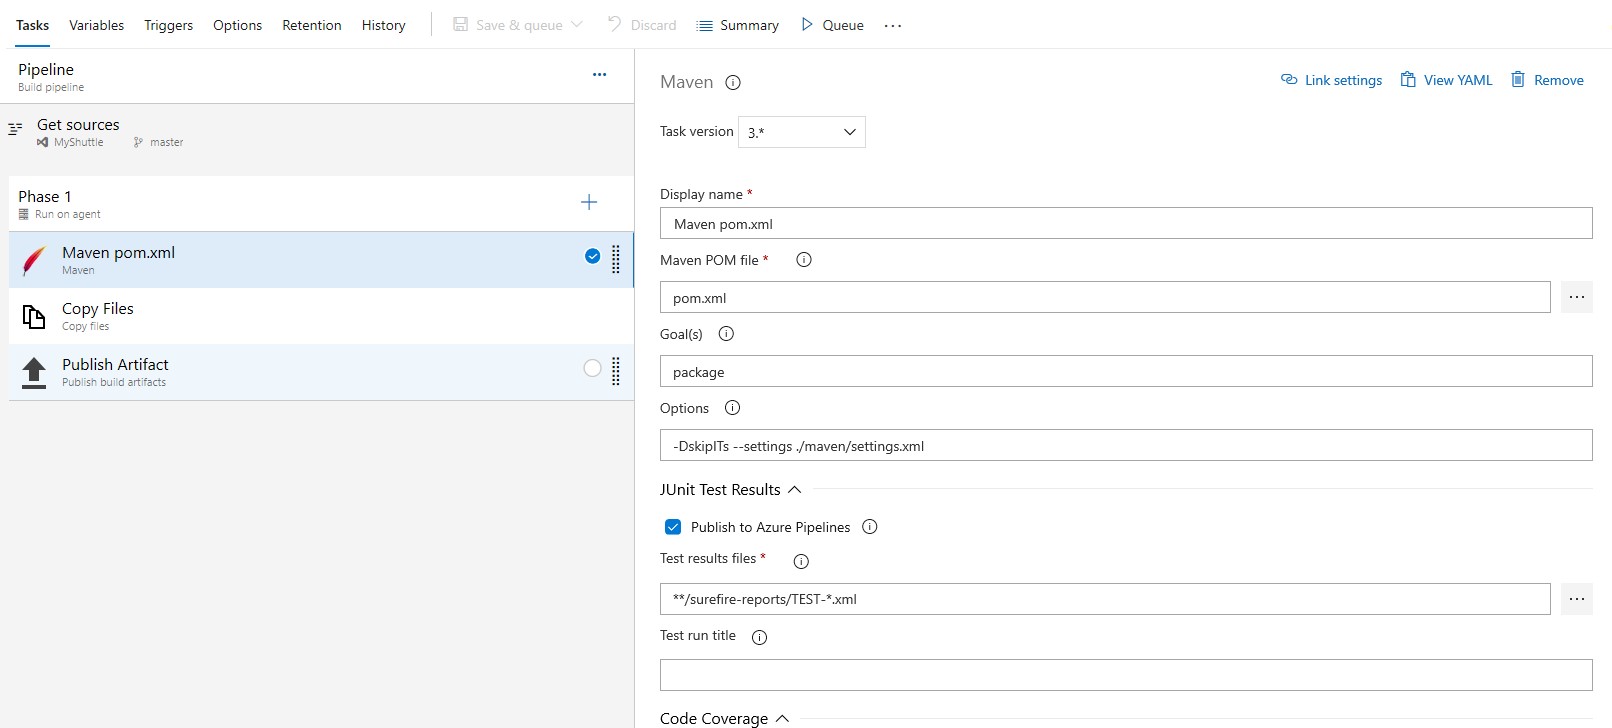 Tasks Variables Triggers Options Retention History Save & queue Discard Summary Queue ...
Pipeline
Build pipeline
...
Get sources
MyShuttle master
Phase 1
Run on agent
Maven pom.xml
Maven
Copy Files
Copy files
Publish Artifact
Publish build artifacts
Maven Link settings View YAML Remove
Task version 3.*
Display name *
Maven pom.xml
Maven POM file *
pom.xml ...
Goal(s)
package
Options
-DskipITs --settings ./maven/settings.xml
JUnit Test Results
Publish to Azure Pipelines
Test results files *
**/surefire-reports/TEST-*.xml ...
Test run title
Code Coverage